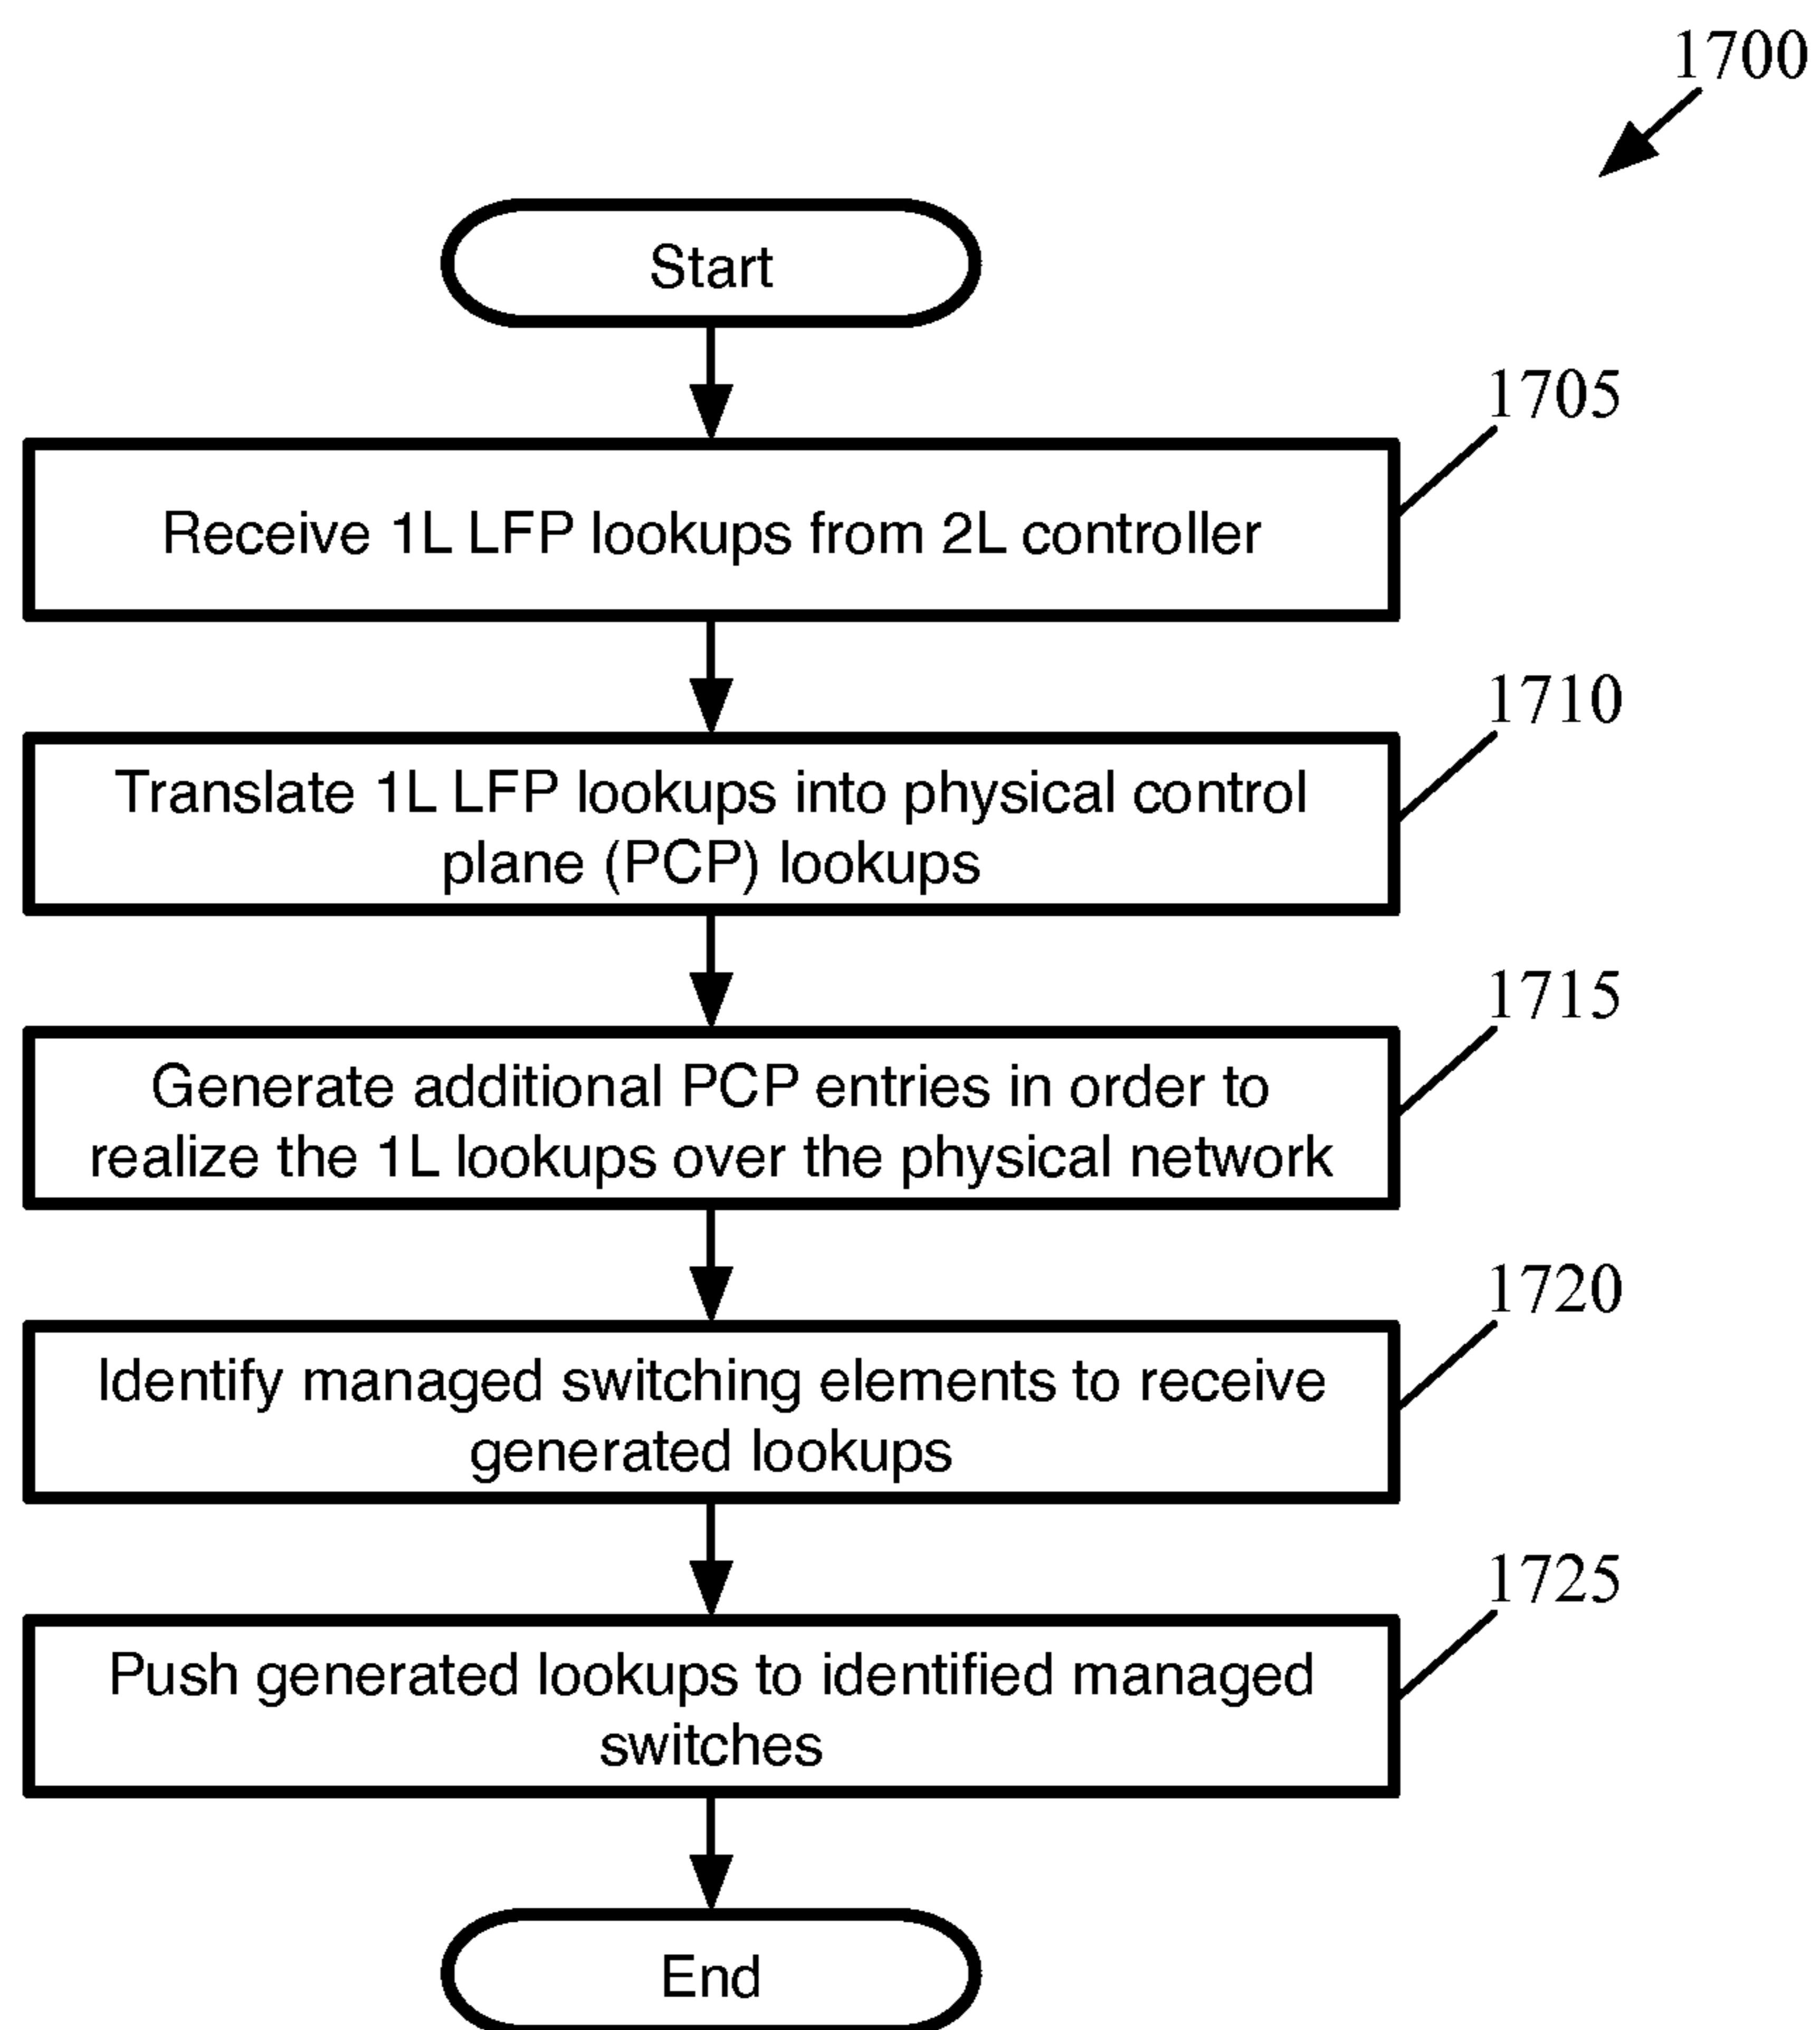 1700
Start
1705
Receive 1L LFP lookups from 2L controller
1710
Translate 1L LFP lookups into physical control
plane (PCP) lookups
1715
Generate additional PCP entries in order to
realize the 1L lookups over the physical network
1720
Identify managed switching elements to receive
generated lookups
1725
Push generated lookups to identified managed
switches
End